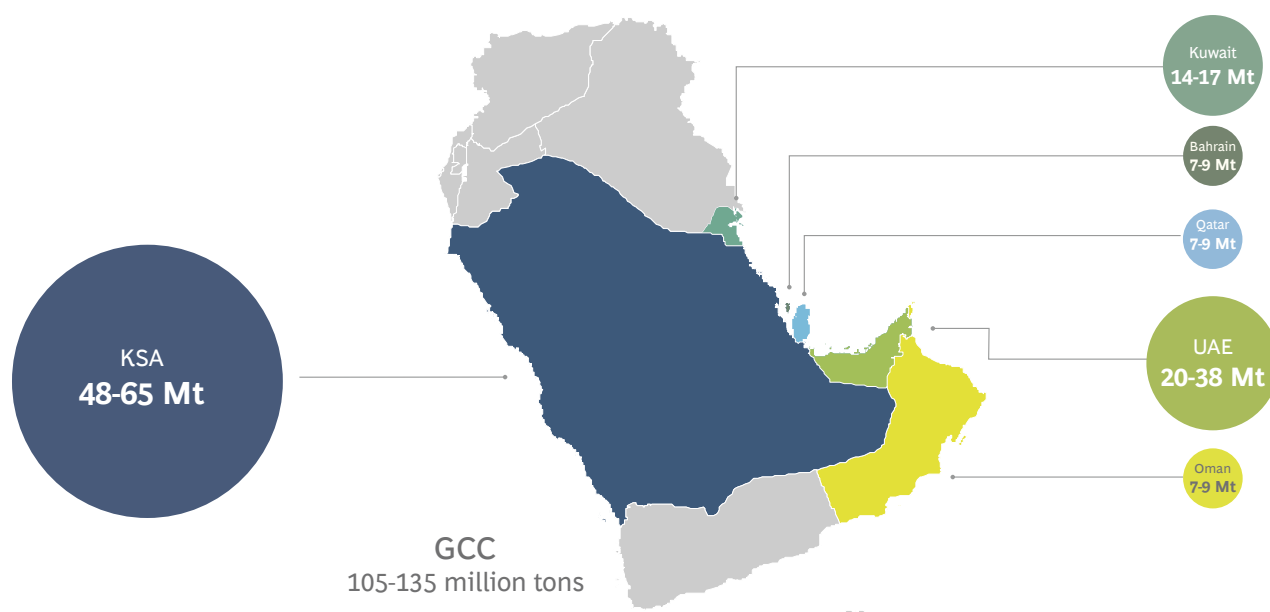 Kuwait
14-17 Mt
Bahrain
7-9 Mt
Qatar
7-9 Mt
KSA
48-65 Mt
UAE
20-38 Mt
Oman
7-9 Mt
GCC
105-135 million tons